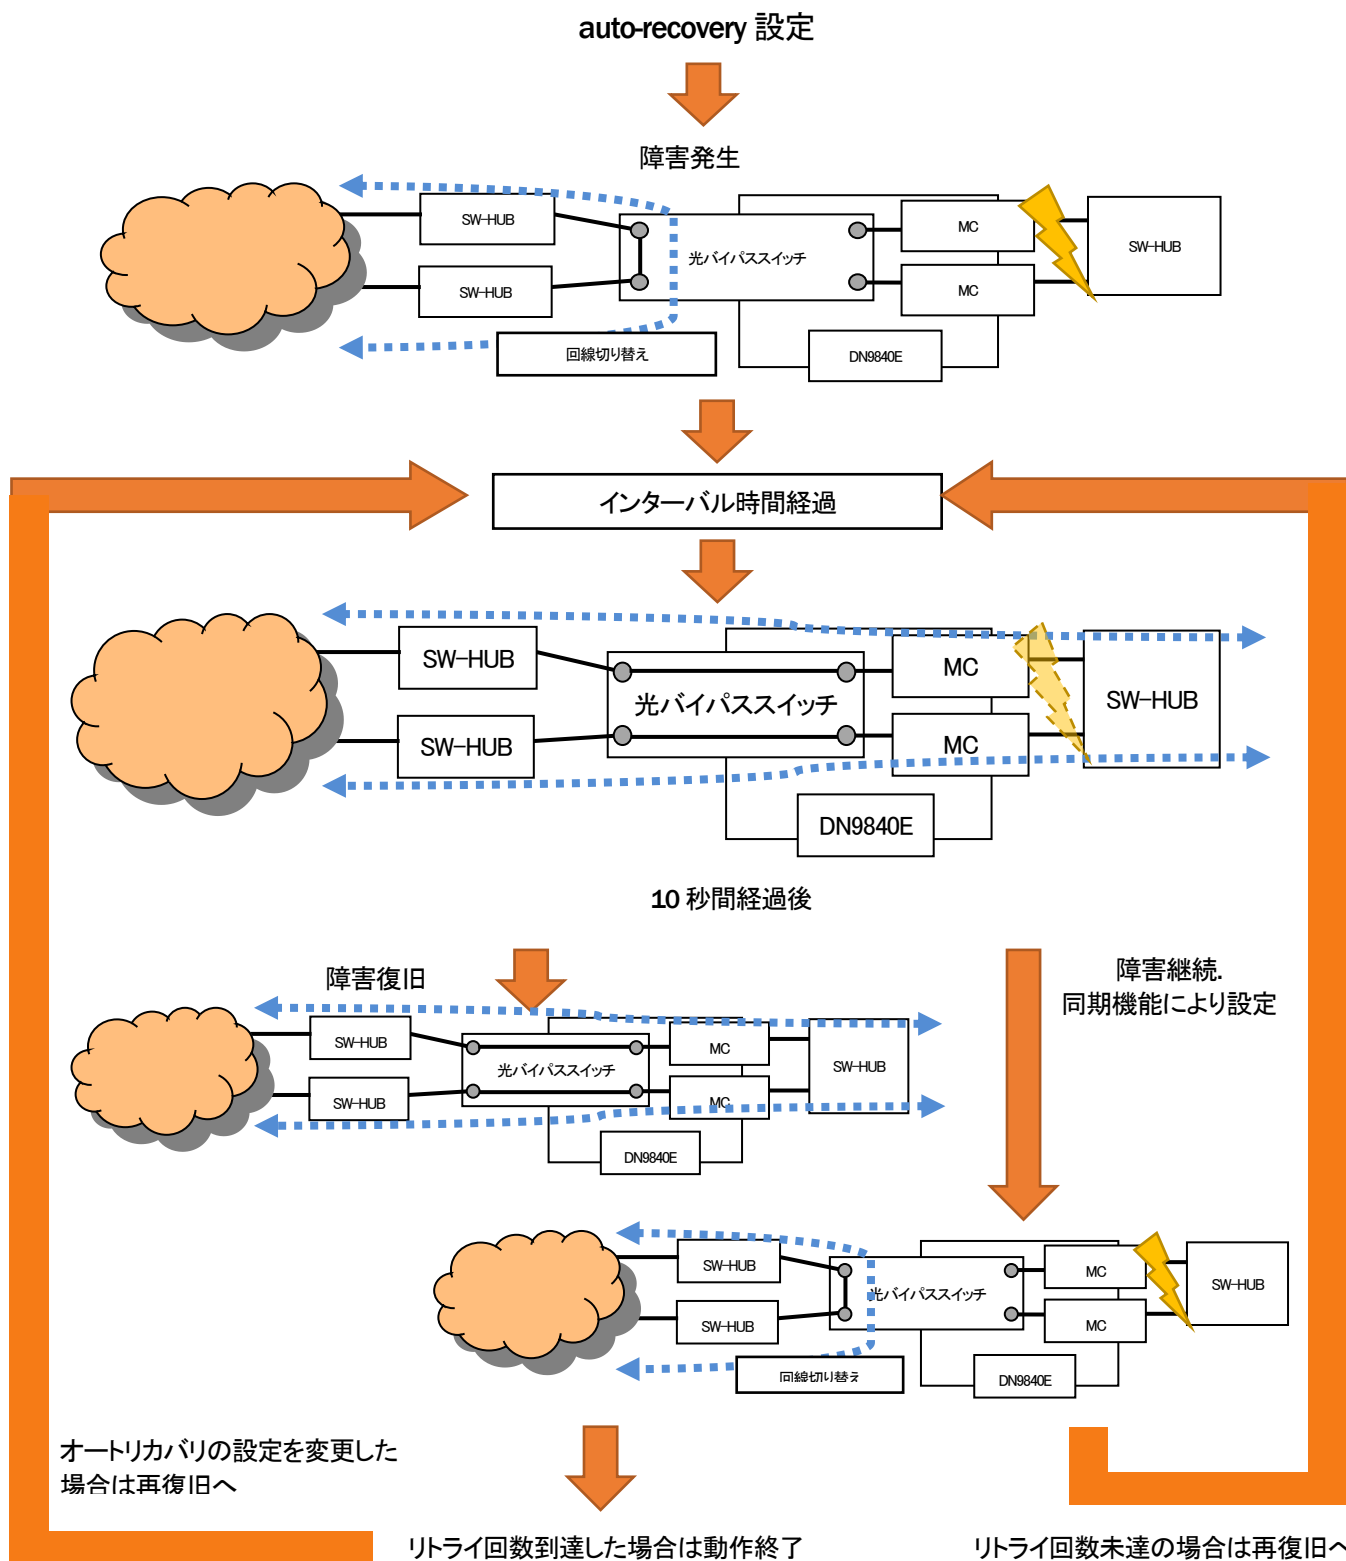 auto-recovery 設定
障害発生
SW-HUB
MC
SW-HUB
光バイパススイッチ
SW-HUB
MC
回線切り替え
DN9840E
インターバル時間経過
SW-HUB
MC
SW-HUB
光バイパススイッチ
SW-HUB
MC
DN9840E
10 秒間経過後
障害復旧
障害継続.
同期機能により設定
SW-HUB
MC
光バイパススイッチ
SW-HUB
SW-HUB
MC
DN9840E
SW-HUB
MC
SW-HUB
光バイパススイッチ
SW-HUB
MC
回線切り替え
DN9840E
オートリカバリの設定を変更した
場合は再復旧へ
リトライ回数到達した場合は動作終了
リトライ回数未達の場合は再復旧へ